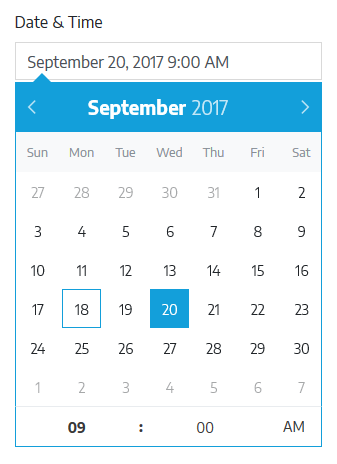 Date & Time
September 20, 2017 9:00 AM
September 2017
Sun Mon Tue Wed Thu Fri Sat
27 28 29 30 31 1 2
3 4 5 6 7 8 9
10 11 12 13 14 15 16
17 18 19 20 21 22 23
24 25 26 27 28 29 30
1 2 3 4 5 6 7
09 : 00 AM